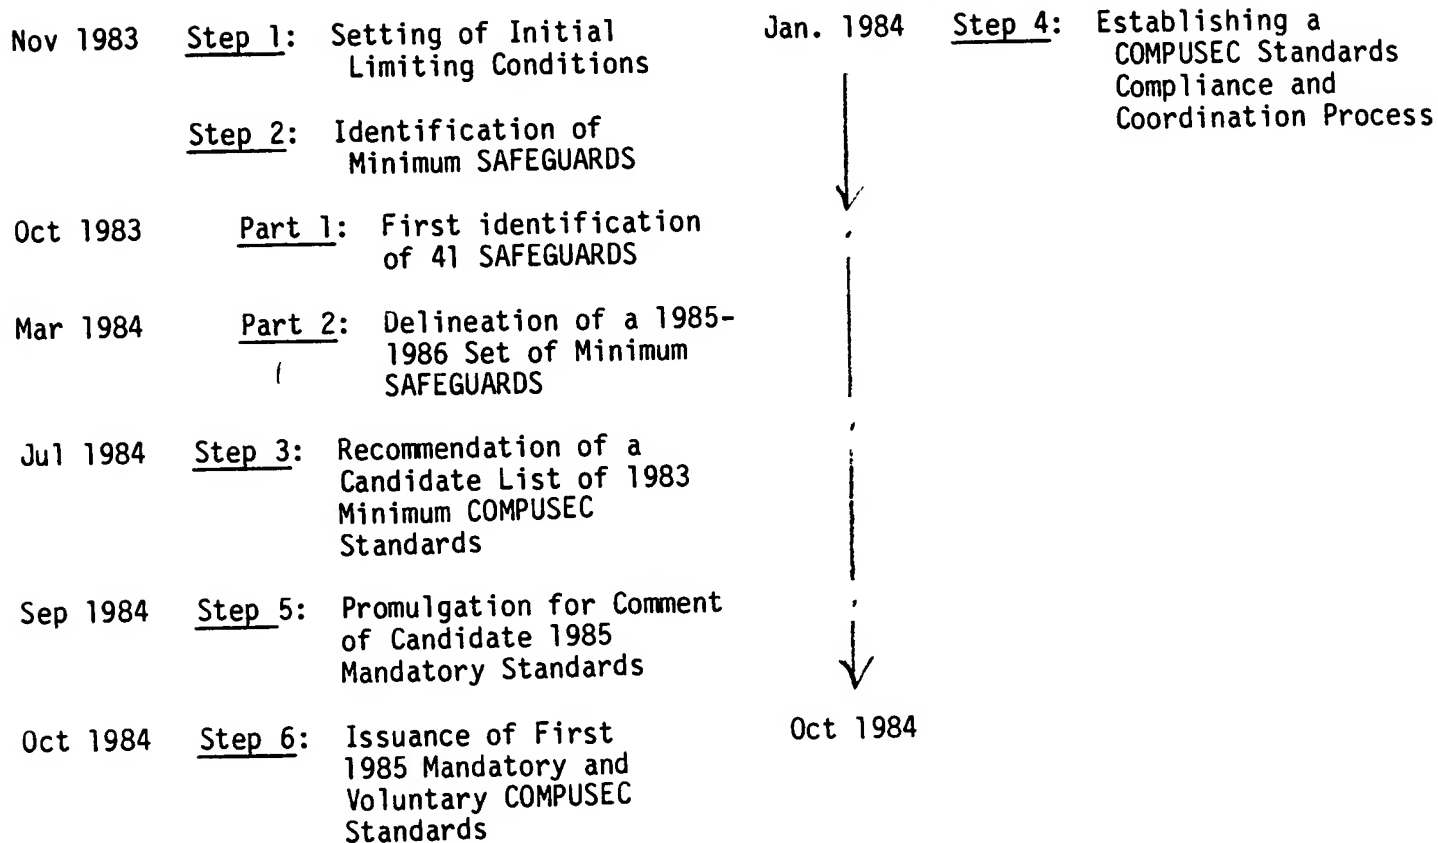 Nov 1983 Step 1: Setting of Initial
Limiting Conditions
Step 2: Identification of
Minimum SAFEGUARDS
Oct 1983 Part 1: First identification
of 41 SAFEGUARDS
Mar 1984 Part 2: Delineation of a 1985-
1986 Set of Minimum
SAFEGUARDS
Jul 1984 Step 3: Recommendation of a
Candidate List of 1983
Minimum COMPUSEC
Standards
Sep 1984 Step 5: Promulgation for Comment
of Candidate 1985
Mandatory Standards
Oct 1984 Step 6: Issuance of First
1985 Mandatory and
Voluntary COMPUSEC
Standards
Jan. 1984 Step 4: Establishing a
COMPUSEC Standards
Compliance and
Coordination Process
Oct 1984